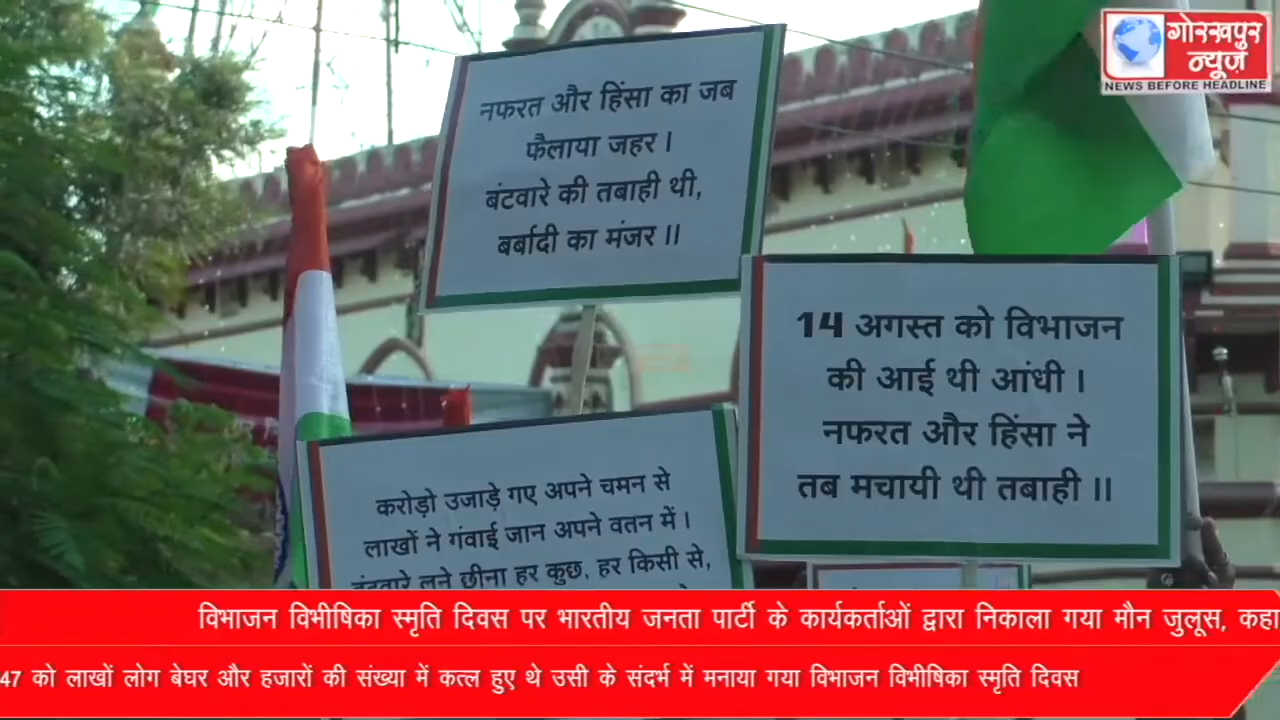 गोरखपुर
न्यूज़
NEWS BEFORE HEADLINE
नफरत और हिंसा का जब
फैलाया जहर ।
बंटवारे की तबाही थी,
बर्बादी का मंजर ॥
14 अगस्त को विभाजन
की आई थी आंधी ।
नफरत और हिंसा ने
तब मचायी थी तबाही ॥
करोड़ो उजाड़े गए अपने चमन से
लाखों ने गंवाई जान अपने वतन में ।
छीना हर कुछ, हर किसी से,
विभाजन विभीषिका स्मृति दिवस पर भारतीय जनता पार्टी के कार्यकर्ताओं द्वारा निकाला गया मौन जुलूस, कहा
47 को लाखों लोग बेघर और हजारों की संख्या में कत्ल हुए थे उसी के संदर्भ में मनाया गया विभाजन विभीषिका स्मृति दिवस